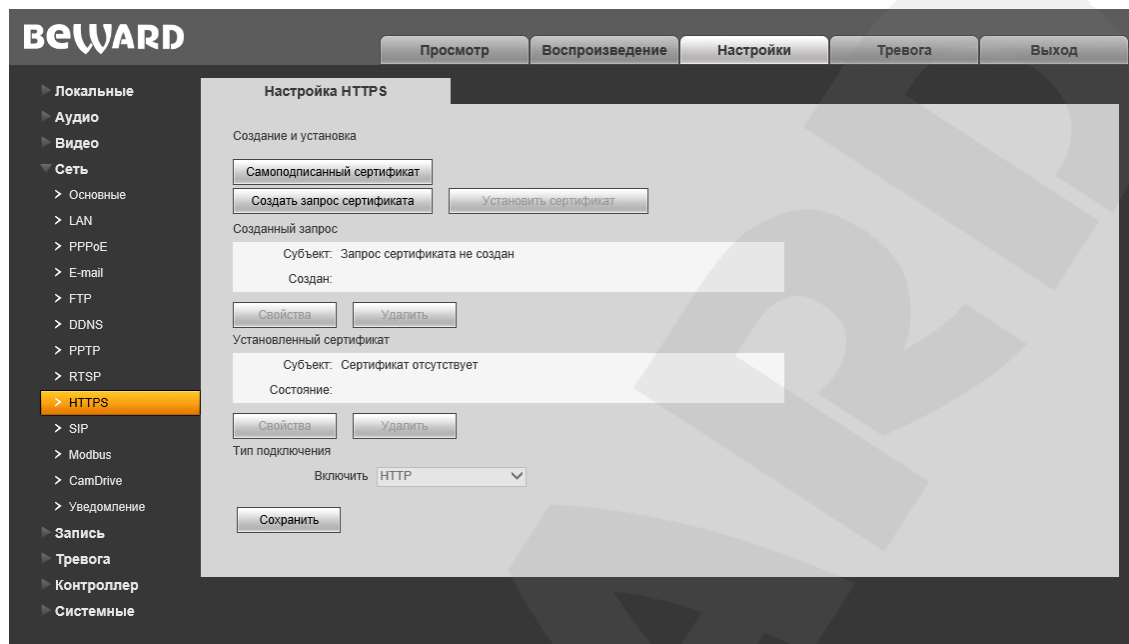 BEWARD
Просмотр Воспроизведение Настройки Тревога Выход
Локальные
Аудио
Видео
Сеть
Основные
LAN
PPPoE
E-mail
FTP
DDNS
PPTP
RTSP
HTTPS
SIP
Modbus
CamDrive
Уведомление
Запись
Тревога
Контроллер
Системные
Настройка HTTPS
Создание и установка
Самоподписанный сертификат
Создать запрос сертификата Установить сертификат
Созданный запрос
Субъект: Запрос сертификата не создан
Создан:
Свойства Удалить
Установленный сертификат
Субъект: Сертификат отсутствует
Состояние:
Свойства Удалить
Тип подключения
Включить HTTP
Сохранить